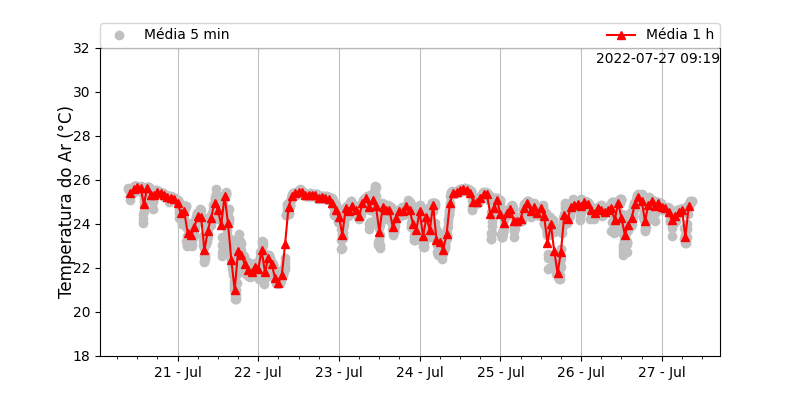 Média 5 min
Média 1 h
2022-07-27 09:19
Temperatura do Ar (°C)
32
30
28
26
24
22
20
18
21 - Jul
22 - Jul
23 - Jul
24 - Jul
25 - Jul
26 - Jul
27 - Jul